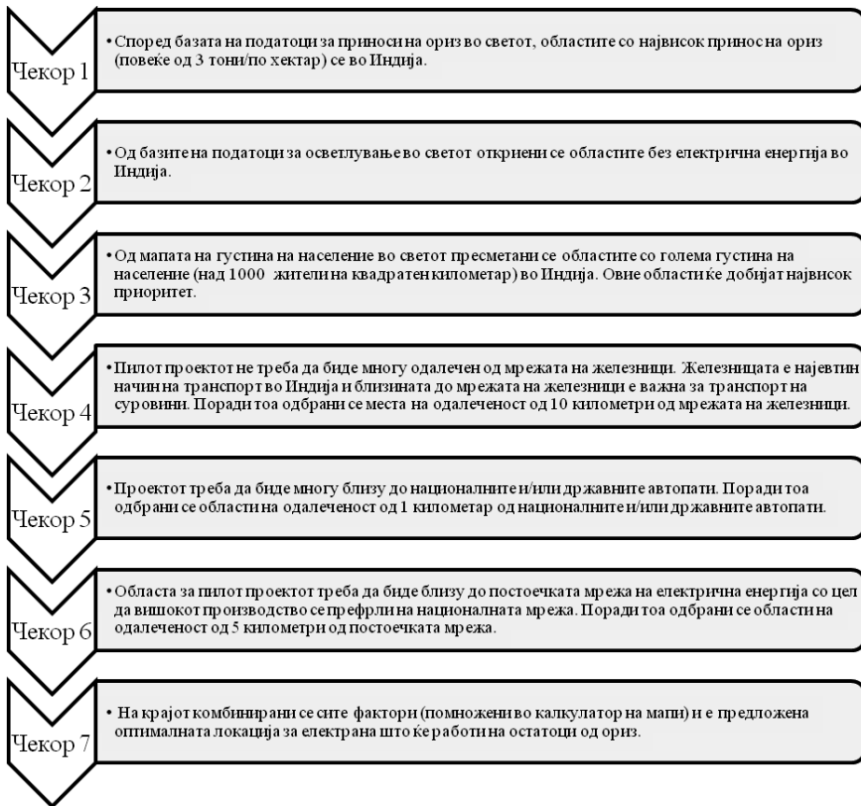 Чекор 1
• Според базата на податоци за приноси на ориз во светот, областите со највисок принос на ориз
(повеќе од 3 тони/по хектар) се во Индија.
Чекор 2
• Од базите на податоци за осветлување во светот откриени се областите без електрична енергија во
Индија.
Чекор 3
• Од мапата на густина на население во светот пресметани се областите со голема густина на
население (над 1000 жители на квадратен километар) во Индија. Овие области ќе добијат највисок
приоритет.
Чекор 4
• Пилот проектот не треба да биде многу одалечен од мрежата на железници. Железницата е најевтин
начин на транспорт во Индија и близината до мрежата на железници е важна за транспорт на
суровини. Поради тоа одбрани се места на одалеченост од 10 километри од мрежата на железници.
Чекор 5
• Проектот треба да биде многу близу до националните и/или државните автопати. Поради тоа
одбрани се области на одалеченост од 1 километар од националните и/или државните автопати.
Чекор 6
• Областа за пилот проектот треба да биде близу до постоечката мрежа на електрична енергија со цел
да вишокот производство се префрли на националната мрежа. Поради тоа одбрани се области на
одалеченост од 5 километри од постоечката мрежа.
Чекор 7
• На крајот комбинирани се сите фактори (помножени во калкулатор на мапи) и е предложена
оптималната локација за електрана што ќе работи на остатоци од ориз.